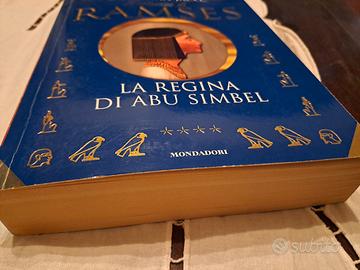 RAMSES
LA REGINA
DI ABU SIMBEL
MONDADORI
subito